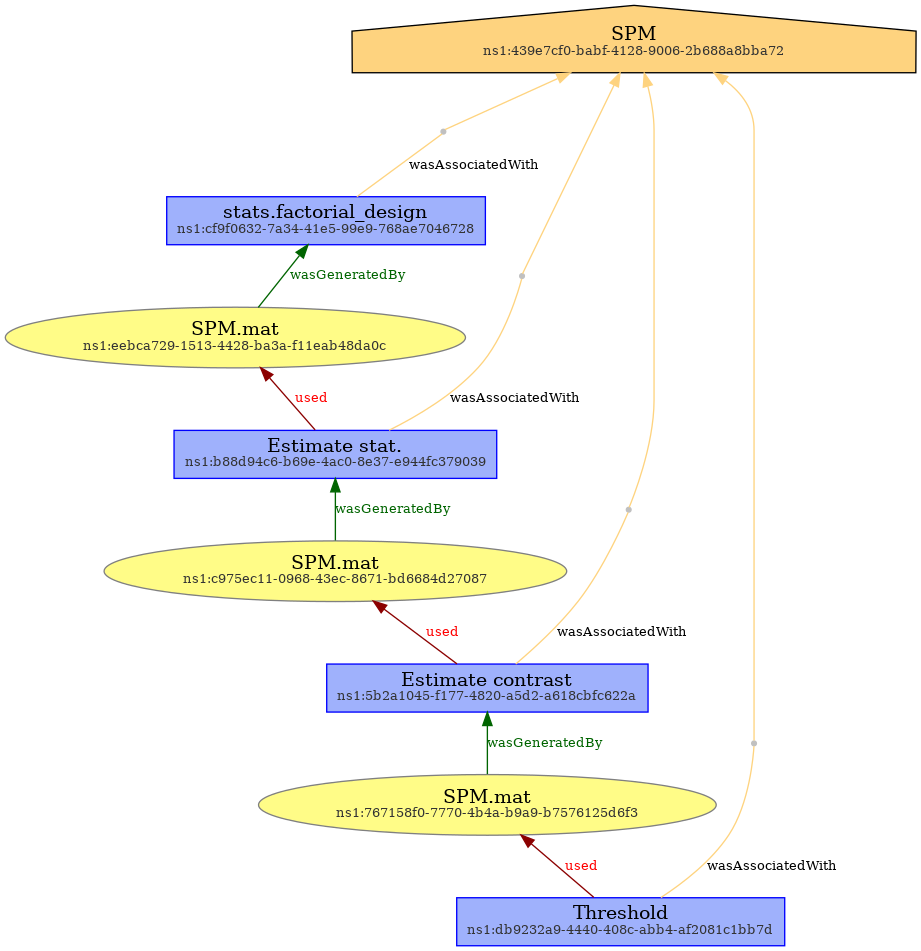 SPM
ns1:439e7cf0-babf-4128-9006-2b688a8bba72
wasAssociatedWith
stats.factorial_design
ns1:cf9f0632-7a34-41e5-99e9-768ae7046728
wasGeneratedBy
SPM.mat
ns1:eebca729-1513-4428-ba3a-f11eab48da0c
used
wasAssociatedWith
Estimate stat.
ns1:b88d94c6-b69e-4ac0-8e37-e944fc379039
wasGeneratedBy
SPM.mat
ns1:c975ec11-0968-43ec-8671-bd6684d27087
used
wasAssociatedWith
Estimate contrast
ns1:5b2a1045-f177-4820-a5d2-a618cbfc622a
wasGeneratedBy
SPM.mat
ns1:767158f0-7770-4b4a-b9a9-b7576125d6f3
used
wasAssociatedWith
Threshold
ns1:db9232a9-4440-408c-abb4-af2081c1bb7d